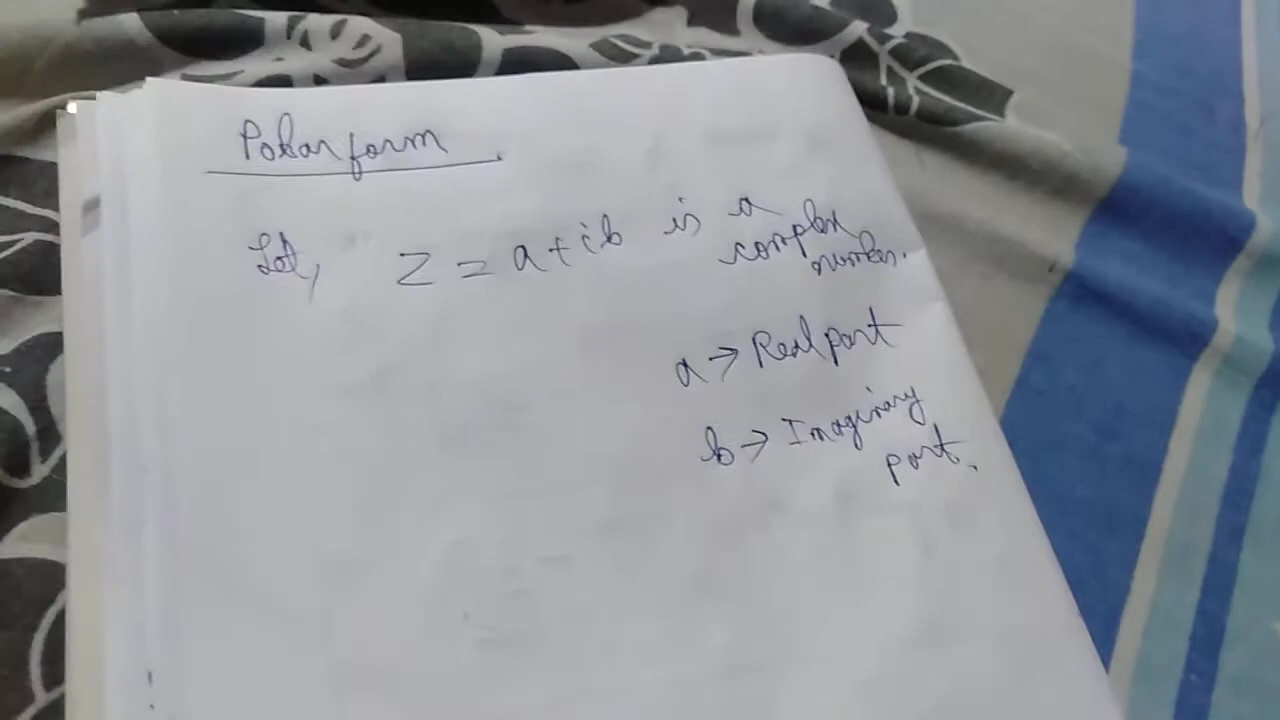 Polar form
Let, Z = a + ib is a
complex
number.
a → Real part
b → Imaginary
part.